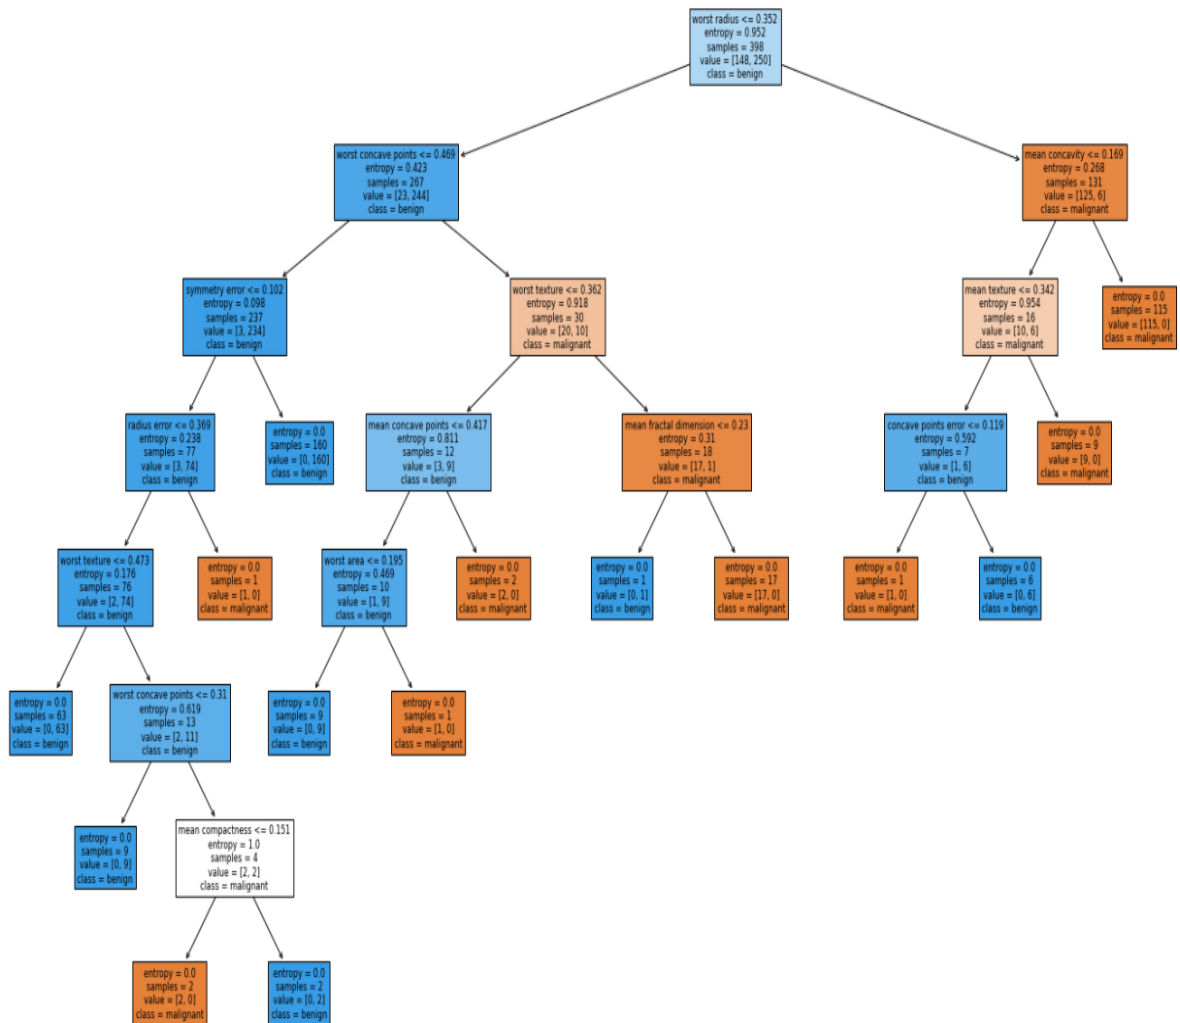 worst radius <= 0.352
entropy = 0.952
samples = 398
value = [148, 250]
class = benign
worst concave points <= 0.469
entropy = 0.423
samples = 267
value = [23, 244]
class = benign
mean concavity <= 0.169
entropy = 0.268
samples = 131
value = [125, 6]
class = malignant
symmetry error <= 0.102
entropy = 0.098
samples = 237
value = [3, 234]
class = benign
worst texture <= 0.362
entropy = 0.918
samples = 30
value = [20, 10]
class = malignant
mean texture <= 0.342
entropy = 0.954
samples = 16
value = [10, 6]
class = malignant
entropy = 0.0
samples = 115
value = [115, 0]
class = malignant
radius error <= 0.369
entropy = 0.238
samples = 77
value = [3, 74]
class = benign
entropy = 0.0
samples = 160
value = [0, 160]
class = benign
mean concave points <= 0.417
entropy = 0.811
samples = 12
value = [3, 9]
class = benign
mean fractal dimension <= 0.23
entropy = 0.31
samples = 18
value = [17, 1]
class = malignant
concave points error <= 0.119
entropy = 0.592
samples = 7
value = [1, 6]
class = benign
entropy = 0.0
samples = 9
value = [9, 0]
class = malignant
worst texture <= 0.473
entropy = 0.176
samples = 76
value = [2, 74]
class = benign
entropy = 0.0
samples = 1
value = [1, 0]
class = malignant
worst area <= 0.195
entropy = 0.469
samples = 10
value = [1, 9]
class = benign
entropy = 0.0
samples = 2
value = [2, 0]
class = malignant
entropy = 0.0
samples = 1
value = [0, 1]
class = benign
entropy = 0.0
samples = 17
value = [17, 0]
class = malignant
entropy = 0.0
samples = 1
value = [1, 0]
class = malignant
entropy = 0.0
samples = 6
value = [0, 6]
class = benign
entropy = 0.0
samples = 63
value = [0, 63]
class = benign
worst concave points <= 0.31
entropy = 0.619
samples = 13
value = [2, 11]
class = benign
entropy = 0.0
samples = 9
value = [0, 9]
class = benign
entropy = 0.0
samples = 1
value = [1, 0]
class = malignant
entropy = 0.0
samples = 9
value = [0, 9]
class = benign
mean compactness <= 0.151
entropy = 1.0
samples = 4
value = [2, 2]
class = malignant
entropy = 0.0
samples = 2
value = [2, 0]
class = malignant
entropy = 0.0
samples = 2
value = [0, 2]
class = benign